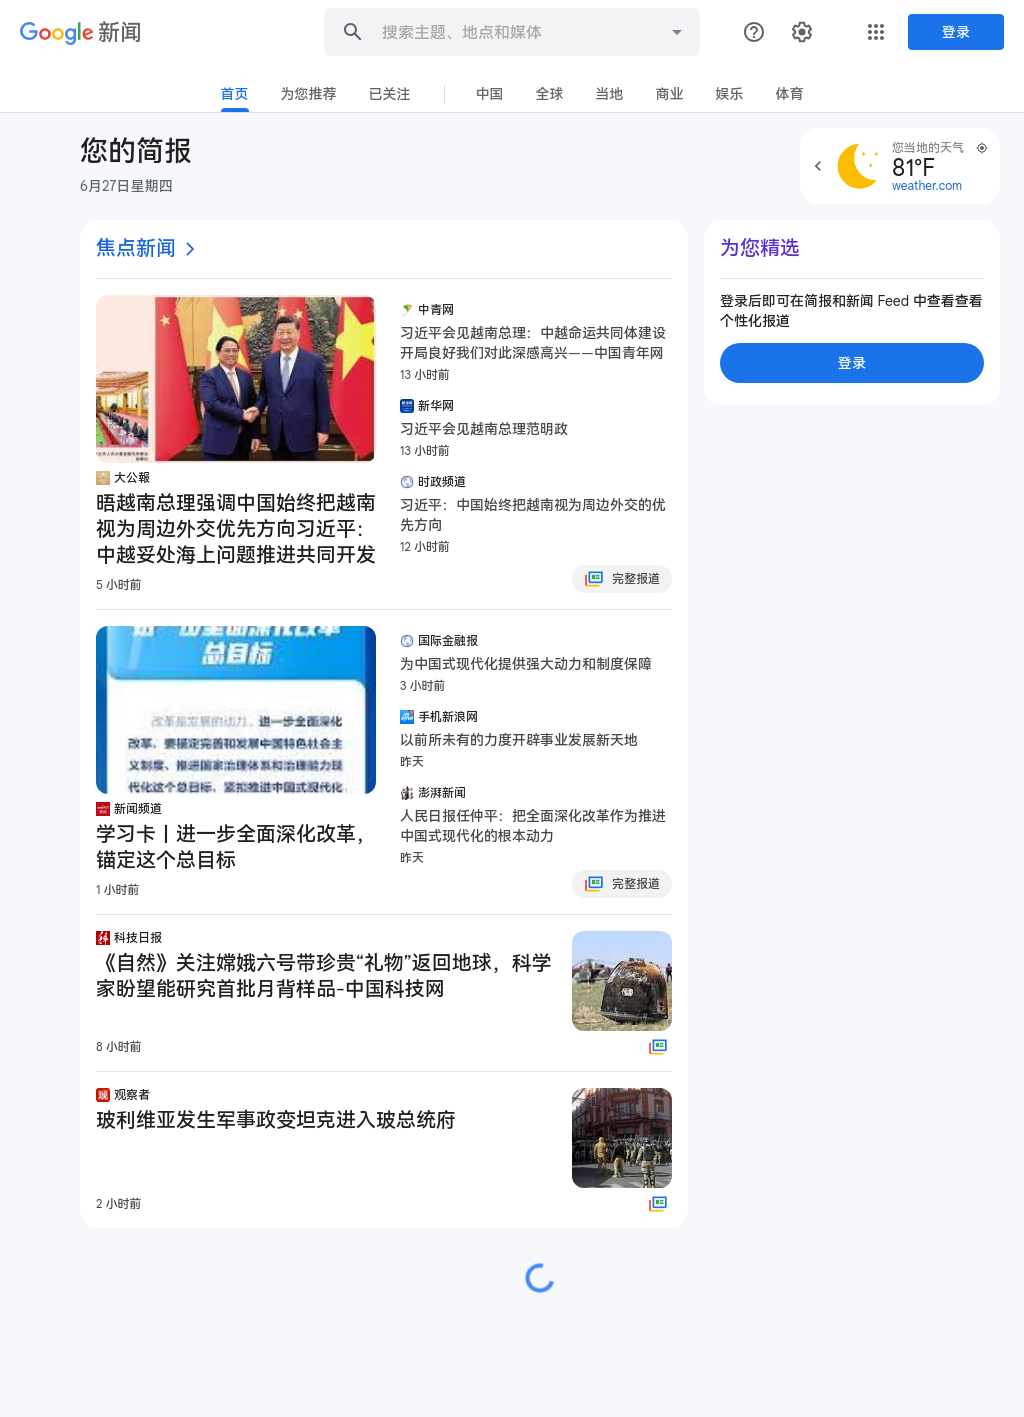 Google 新闻
搜索主题、地点和媒体
登录
首页
为您推荐
已关注
中国
全球
当地
商业
娱乐
体育
您的简报
6月27日星期四
您当地的天气
81°F
weather.com
焦点新闻
大公報
晤越南总理强调中国始终把越南
视为周边外交优先方向习近平：
中越妥处海上问题推进共同开发
5 小时前
中青网
习近平会见越南总理：中越命运共同体建设
开局良好我们对此深感高兴——中国青年网
13 小时前
新华网
习近平会见越南总理范明政
13 小时前
时政频道
习近平：中国始终把越南视为周边外交的优
先方向
12 小时前
完整报道
总目标
改革是发展的动力。进一步全面深化
改革，要锚定完善和发展中国特色社会主
义制度、推进国家治理体系和治理能力现
代化这个总目标，紧扣推进中国式现代化
新闻频道
学习卡丨进一步全面深化改革，
锚定这个总目标
1 小时前
国际金融报
为中国式现代化提供强大动力和制度保障
3 小时前
手机新浪网
以前所未有的力度开辟事业发展新天地
昨天
澎湃新闻
人民日报任仲平：把全面深化改革作为推进
中国式现代化的根本动力
昨天
完整报道
科技日报
《自然》关注嫦娥六号带珍贵“礼物”返回地球，科学
家盼望能研究首批月背样品-中国科技网
8 小时前
观察者
玻利维亚发生军事政变坦克进入玻总统府
2 小时前
为您精选
登录后即可在简报和新闻 Feed 中查看查看
个性化报道
登录